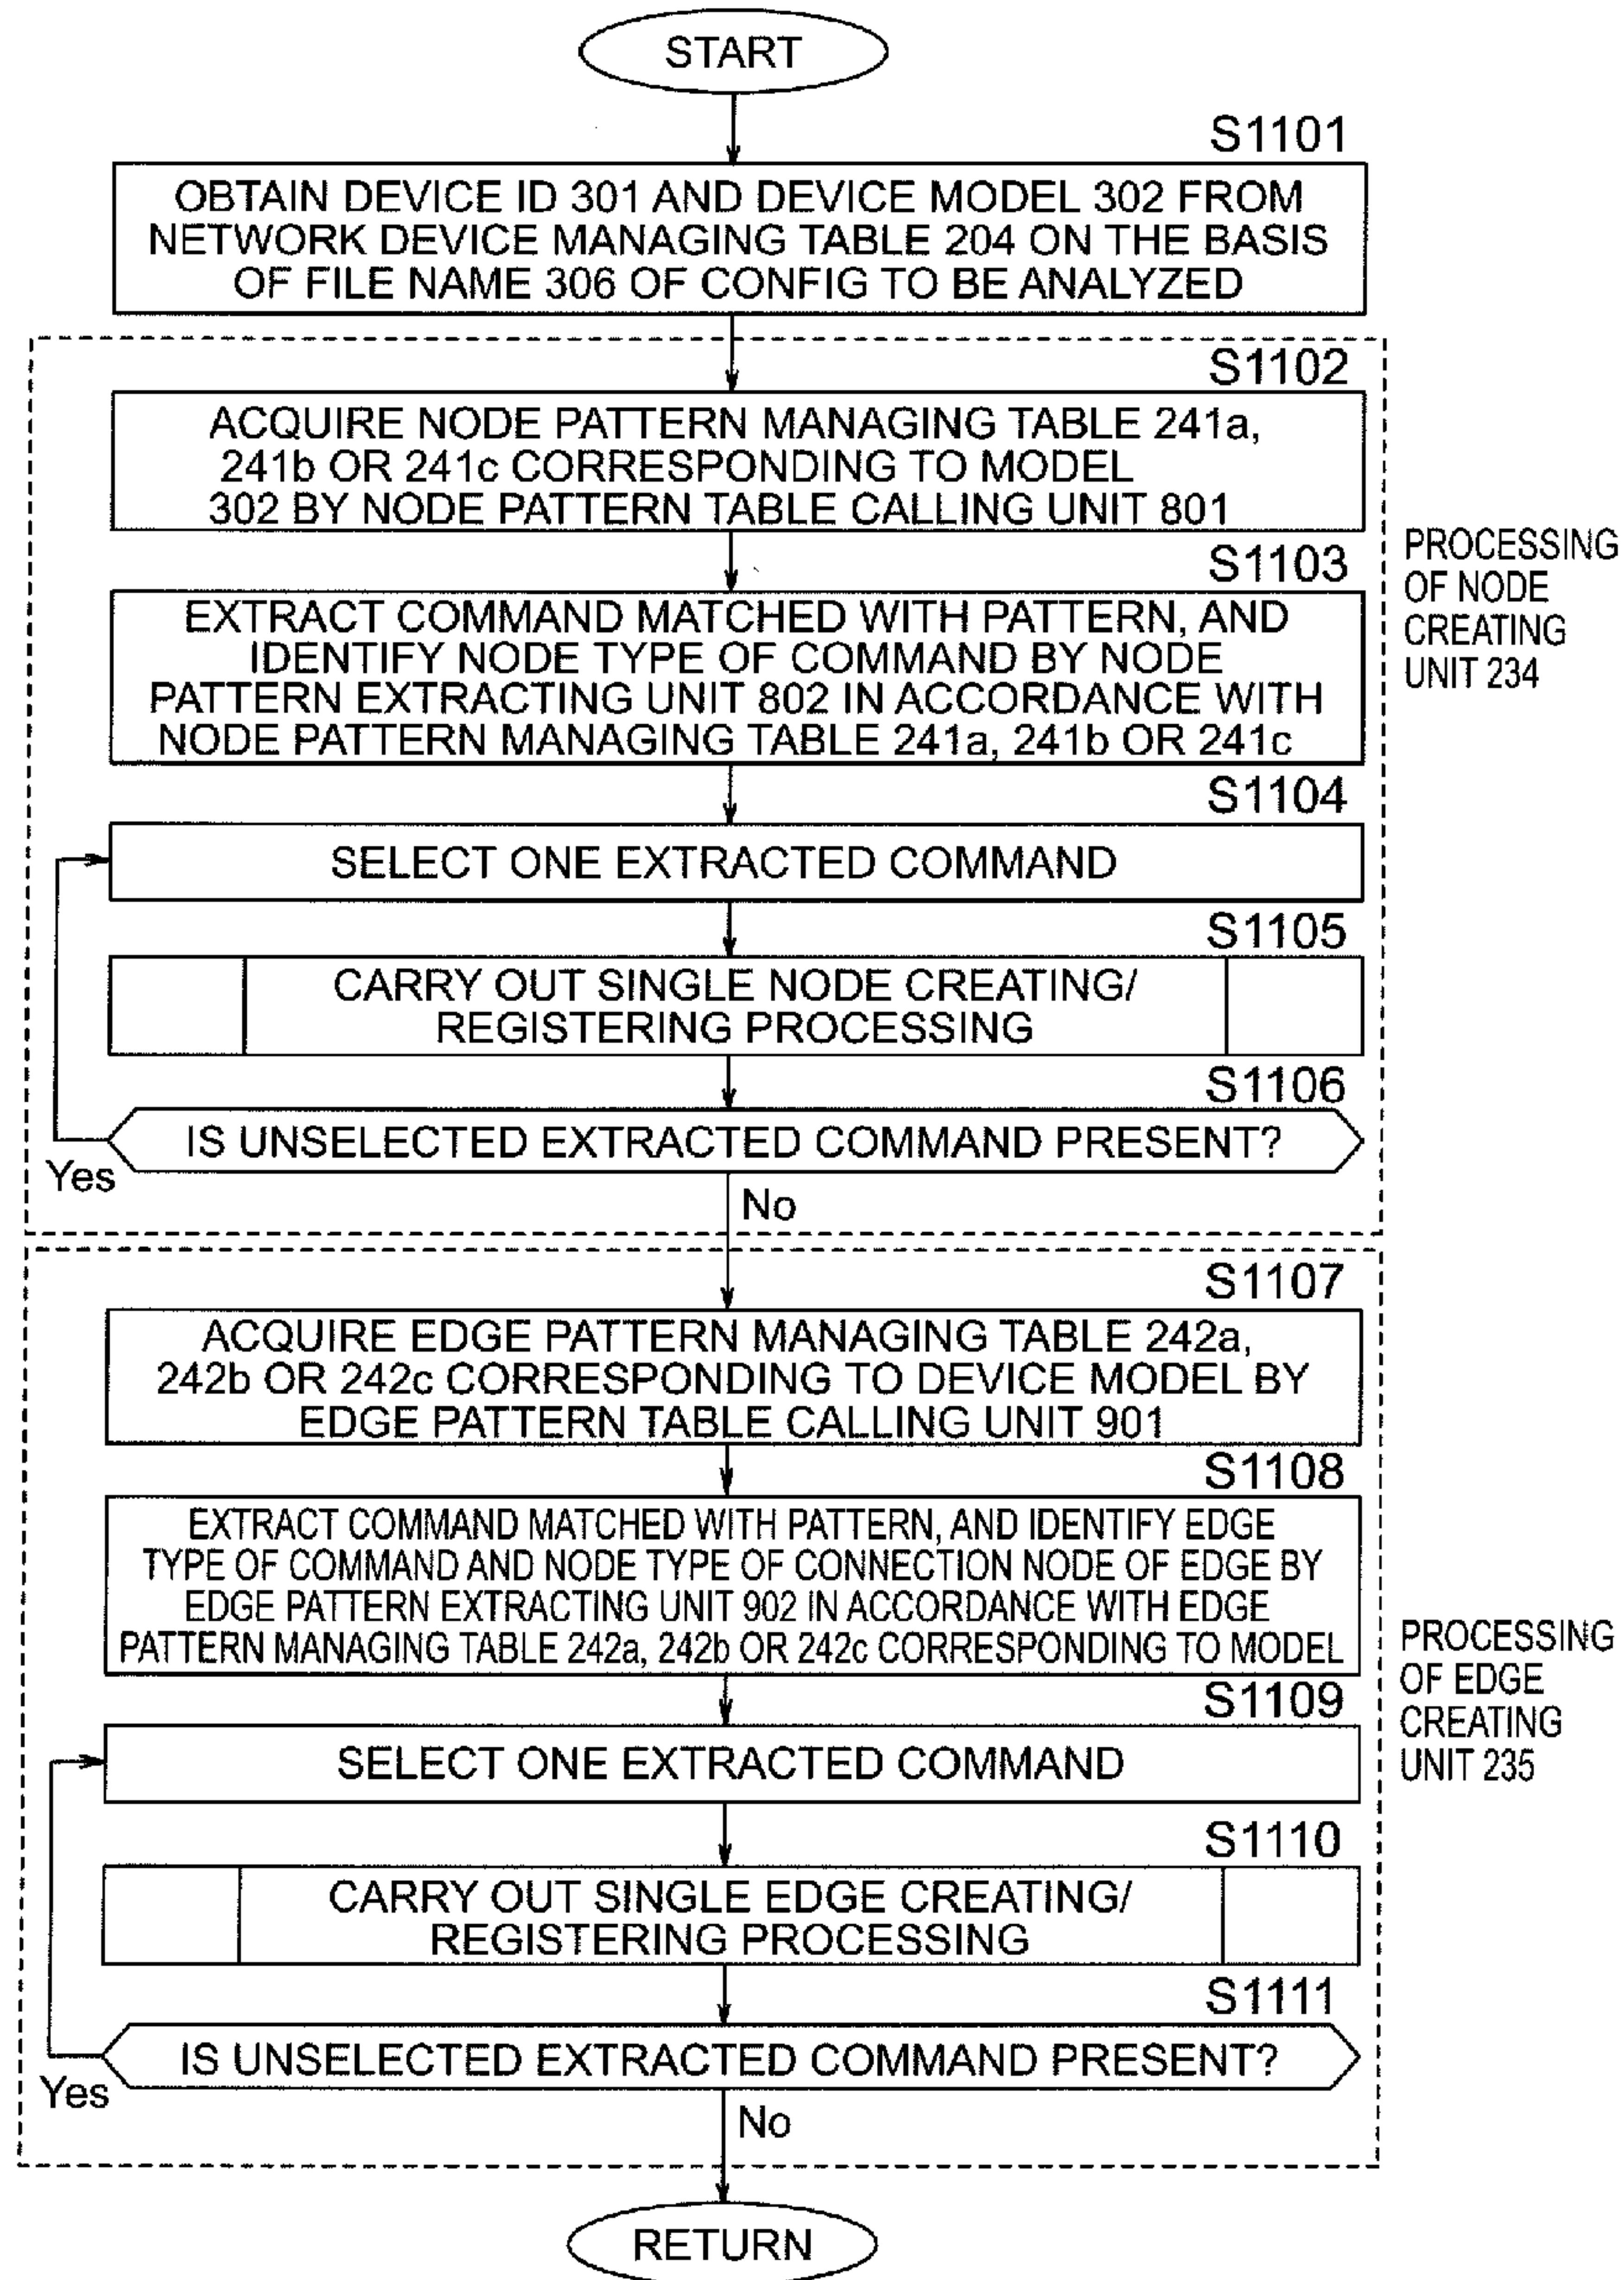 START
S1101
OBTAIN DEVICE ID 301 AND DEVICE MODEL 302 FROM
NETWORK DEVICE MANAGING TABLE 204 ON THE BASIS
OF FILE NAME 306 OF CONFIG TO BE ANALYZED
S1102
ACQUIRE NODE PATTERN MANAGING TABLE 241a,
241b OR 241c CORRESPONDING TO MODEL
302 BY NODE PATTERN TABLE CALLING UNIT 801
S1103
EXTRACT COMMAND MATCHED WITH PATTERN, AND
IDENTIFY NODE TYPE OF COMMAND BY NODE
PATTERN EXTRACTING UNIT 802 IN ACCORDANCE WITH
NODE PATTERN MANAGING TABLE 241a, 241b OR 241c
PROCESSING
OF NODE
CREATING
UNIT 234
S1104
SELECT ONE EXTRACTED COMMAND
S1105
CARRY OUT SINGLE NODE CREATING/
REGISTERING PROCESSING
S1106
IS UNSELECTED EXTRACTED COMMAND PRESENT?
Yes
No
S1107
ACQUIRE EDGE PATTERN MANAGING TABLE 242a,
242b OR 242c CORRESPONDING TO DEVICE MODEL BY
EDGE PATTERN TABLE CALLING UNIT 901
S1108
EXTRACT COMMAND MATCHED WITH PATTERN, AND IDENTIFY EDGE
TYPE OF COMMAND AND NODE TYPE OF CONNECTION NODE OF EDGE BY
EDGE PATTERN EXTRACTING UNIT 902 IN ACCORDANCE WITH EDGE
PATTERN MANAGING TABLE 242a, 242b OR 242c CORRESPONDING TO MODEL
PROCESSING
OF EDGE
CREATING
UNIT 235
S1109
SELECT ONE EXTRACTED COMMAND
S1110
CARRY OUT SINGLE EDGE CREATING/
REGISTERING PROCESSING
S1111
IS UNSELECTED EXTRACTED COMMAND PRESENT?
Yes
No
RETURN